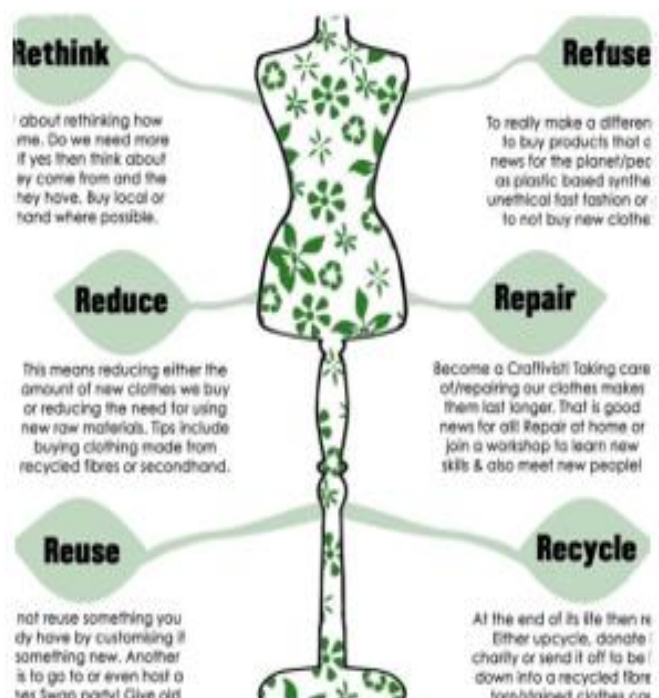 Rethink
about rethinking how
me. Do we need more
If yes then think about
ey come from and the
hey have. Buy local or
hand where possible.
Refuse
To really make a differen
to buy products that
news for the planet/peo
as plastic based synthe
unethical fast fashion or
to not buy new clothe
Reduce
This means reducing either the
amount of new clothes we buy
or reducing the need for using
new raw materials. Tips include
buying clothing made from
recycled fibres or secondhand.
Repair
Become a Craftivist! Taking care
of/repairing our clothes makes
them last longer. That is good
news for all! Repair at home or
join a workshop to learn new
skills & also meet new people!
Reuse
not reuse something you
dy have by customising it
something new. Another
is to go to or even host a
es Swap party! Give old
Recycle
At the end of its life then re
Either upcycle, donate
charity or send it off to be
down into a recycled fibre
torn/stained clothes can